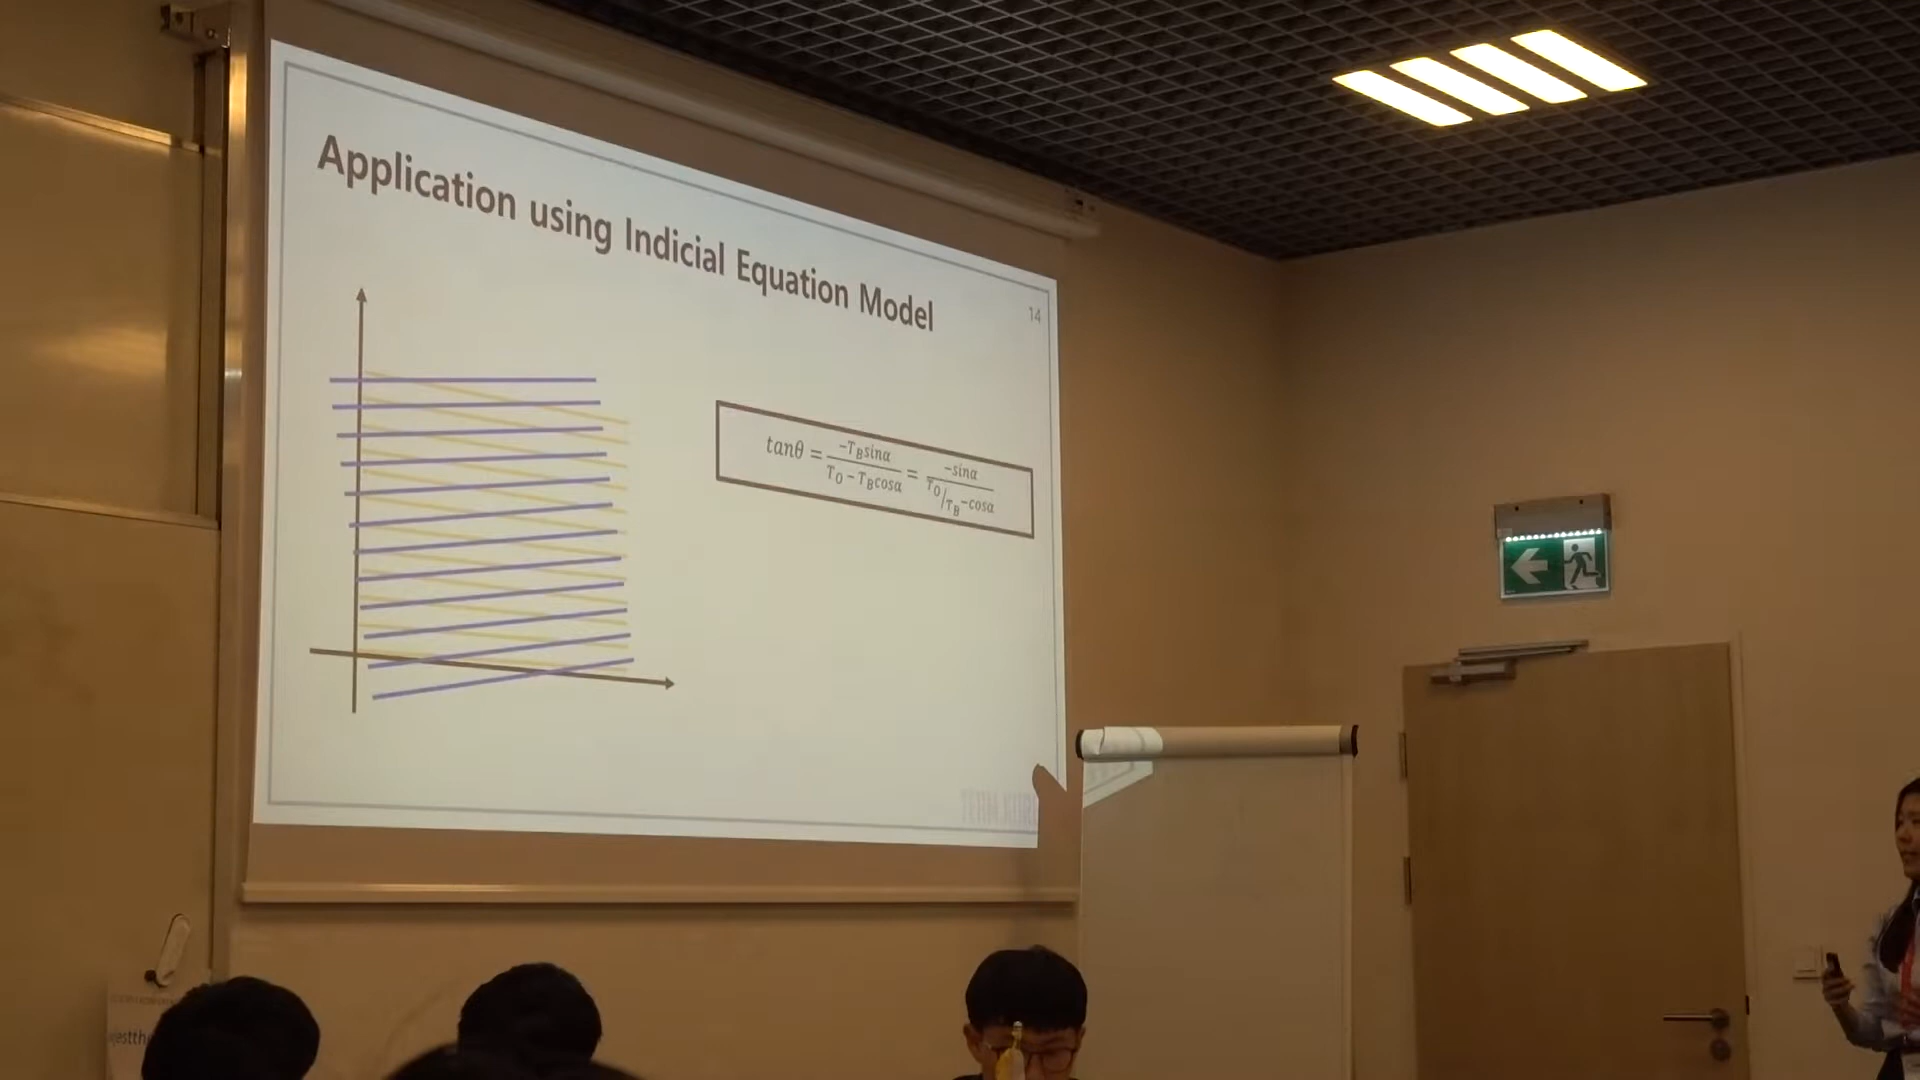 Application using Indicial Equation Model
14
tanθ = −T_B sinα / T_O − T_B cosα = −sinα / T_O/T_B −cosα